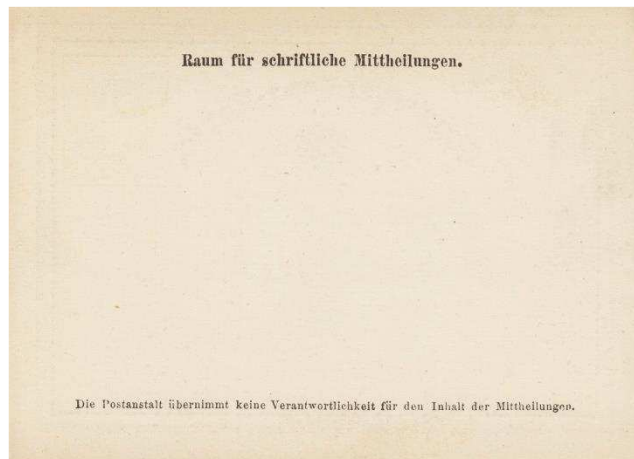 Raum für schriftliche Mittheilungen.
Die Postanstalt übernimmt keine Verantwortlichkeit für den Inhalt der Mittheilungen.